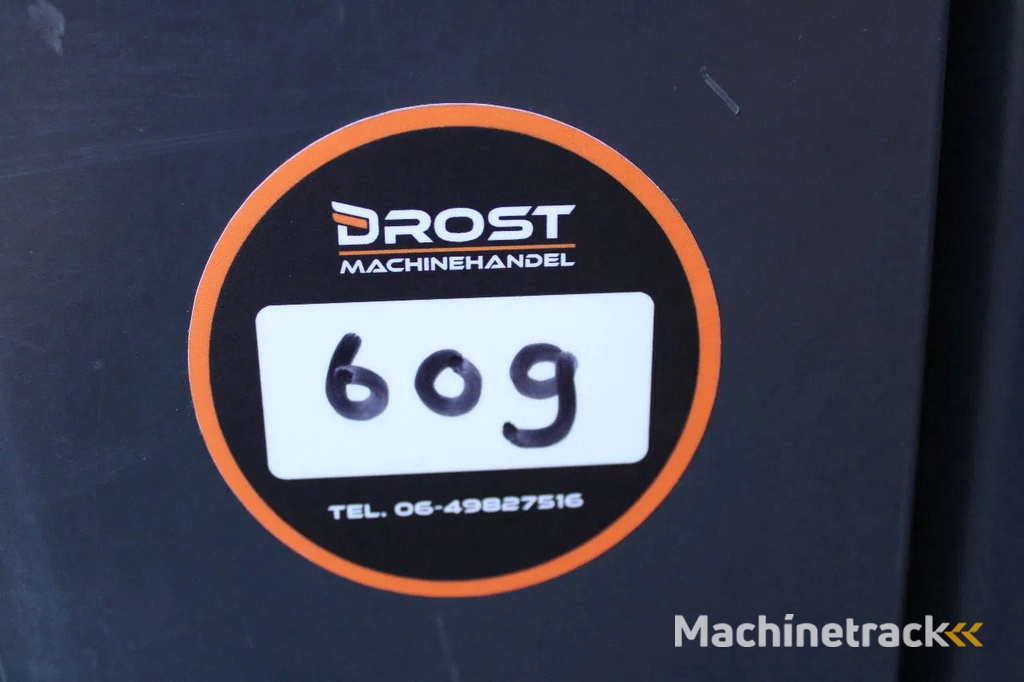 DROST
MACHINEHANDEL
609
TEL. 06-49827516
Machinetrack